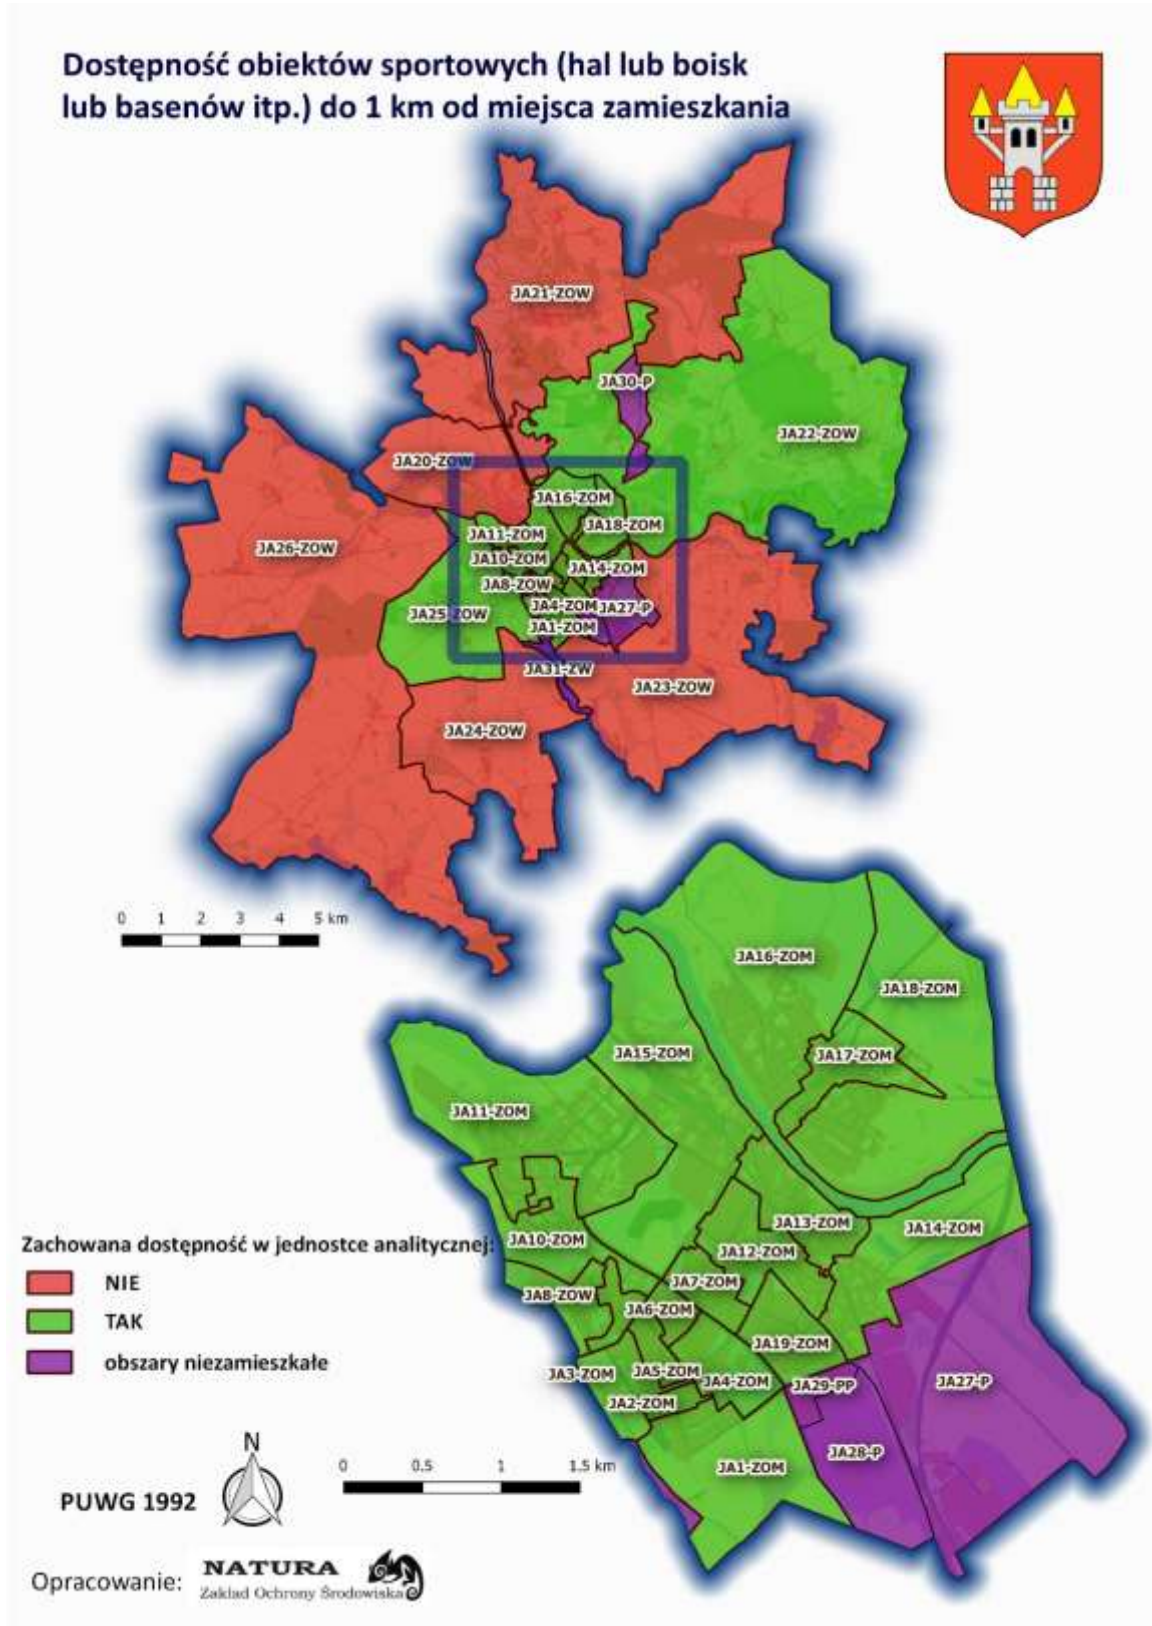 Dostępność obiektów sportowych (hal lub boisk
lub basenów itp.) do 1 km od miejsca zamieszkania
JA21-ZOW
JA30-P
JA22-ZOW
JA20-ZOW
JA16-ZOM
JA18-ZOM
JA11-ZOM
JA26-ZOW
JA10-ZOM
JA14-ZOM
JA8-ZOW
JA4-ZOM
JA27-P
JA25-ZOW
JA1-ZOM
JA31-ZW
JA23-ZOW
JA24-ZOW
0 1 2 3 4 5 km
JA16-ZOM
JA18-ZOM
JA15-ZOM
JA17-ZOM
JA11-ZOM
JA13-ZOM
JA14-ZOM
JA10-ZOM
JA12-ZOM
JA7-ZOM
JA8-ZOW
JA6-ZOM
JA19-ZOM
JA3-ZOM
JA5-ZOM
JA4-ZOM
JA29-PP
JA27-P
JA2-ZOM
JA28-P
JA1-ZOM
Zachowana dostępność w jednostce analitycznej:
NIE
TAK
obszary niezamieszkałe
N
0 0.5 1 1.5 km
PUWG 1992
Opracowanie:
NATURA
Zakład Ochrony Środowiska